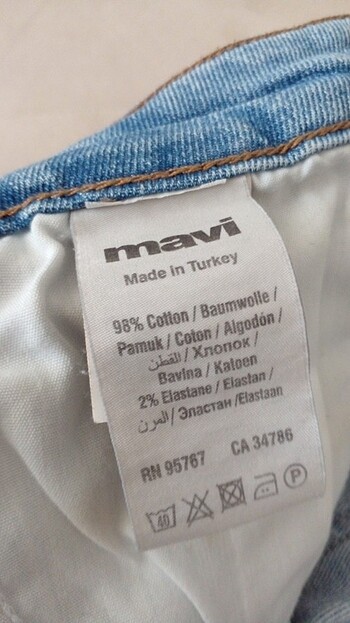 mavi
Made in Turkey
98% Cotton / Baumwolle /
Pamuk / Coton / Algodón /
القطن / Хлопок /
Bavlna / Katoen
2% Elastane / Elastan /
المرن / Эластан /Elastaan
RN 95767 CA 34786
40 P